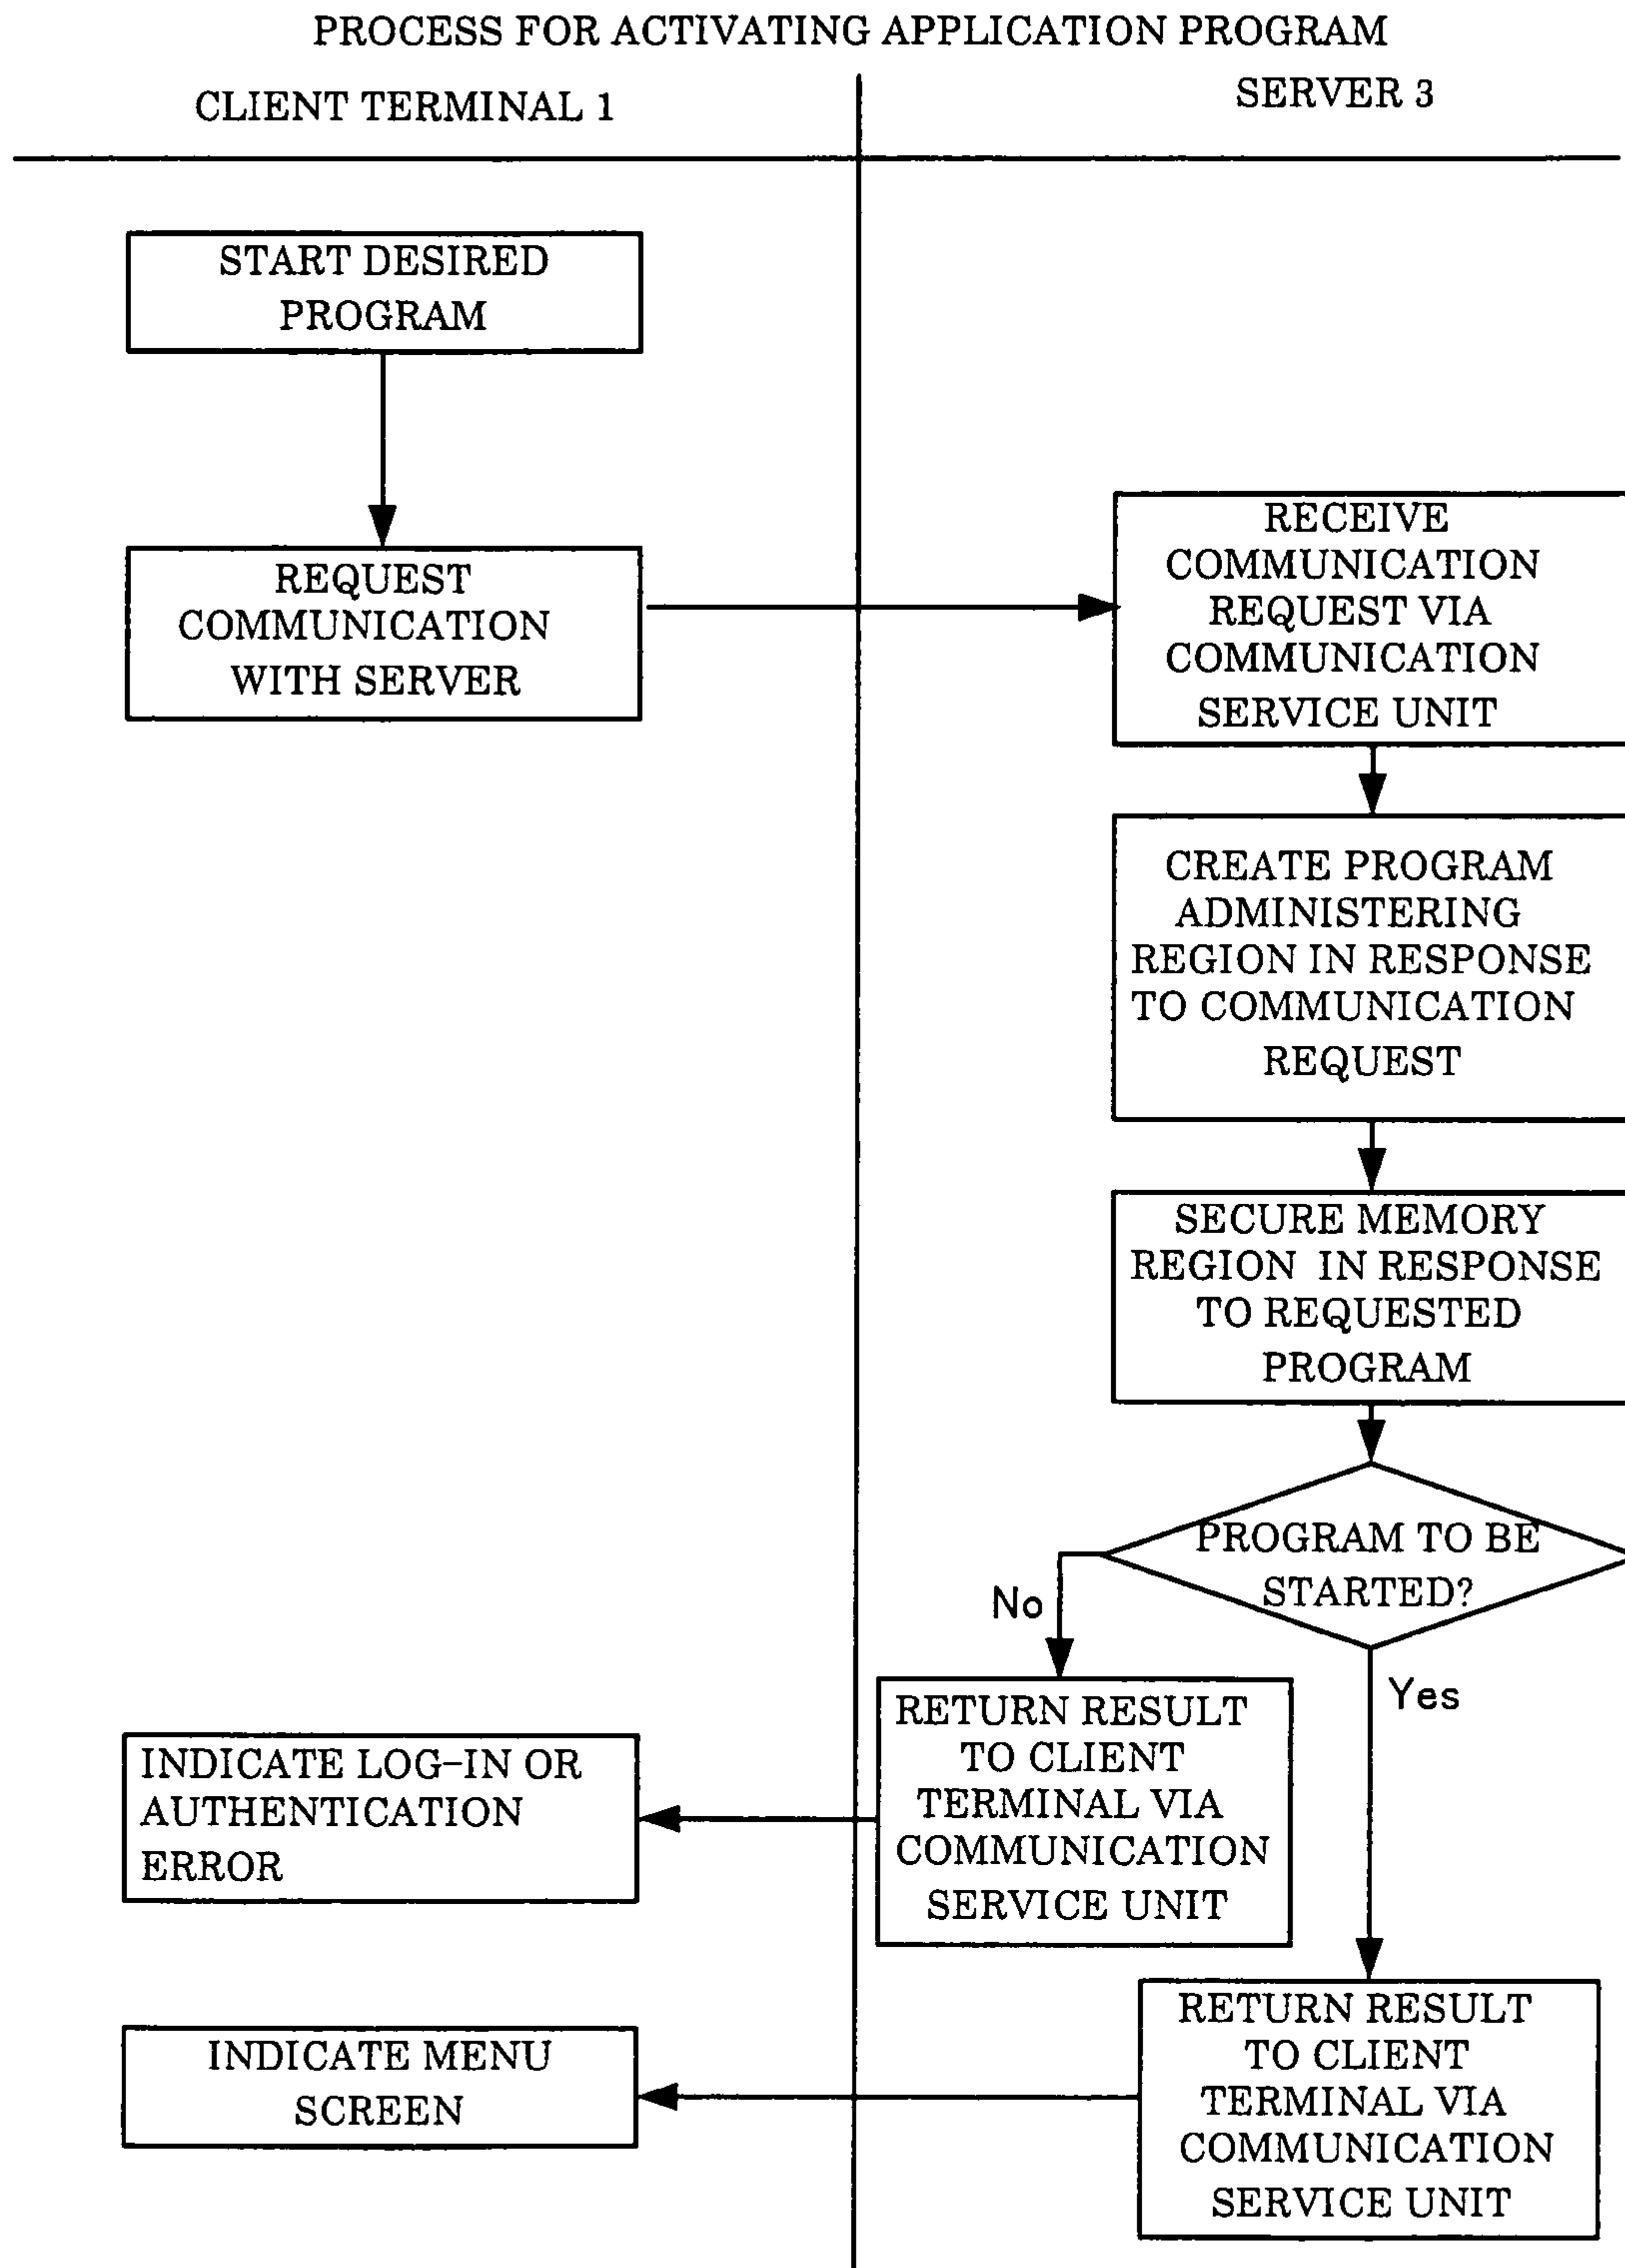 PROCESS FOR ACTIVATING APPLICATION PROGRAM
CLIENT TERMINAL 1
SERVER 3
START DESIRED
PROGRAM
REQUEST
COMMUNICATION
WITH SERVER
RECEIVE
COMMUNICATION
REQUEST VIA
COMMUNICATION
SERVICE UNIT
CREATE PROGRAM
ADMINISTERING
REGION IN RESPONSE
TO COMMUNICATION
REQUEST
SECURE MEMORY
REGION IN RESPONSE
TO REQUESTED
PROGRAM
PROGRAM TO BE
STARTED?
No
Yes
RETURN RESULT
TO CLIENT
TERMINAL VIA
COMMUNICATION
SERVICE UNIT
INDICATE LOG-IN OR
AUTHENTICATION
ERROR
RETURN RESULT
TO CLIENT
TERMINAL VIA
COMMUNICATION
SERVICE UNIT
INDICATE MENU
SCREEN